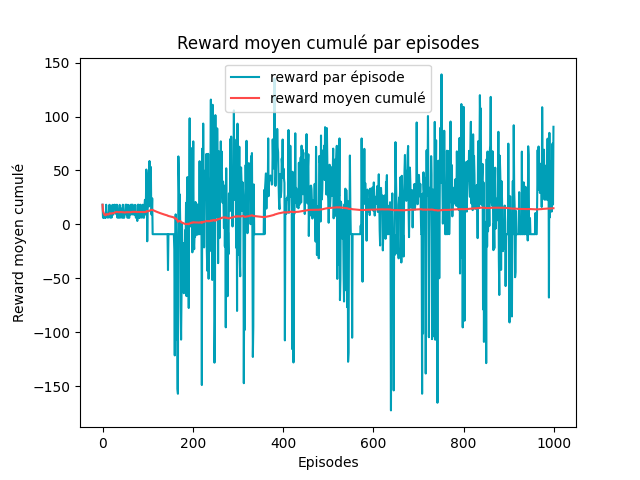 Reward moyen cumulé par episodes
reward par épisode
reward moyen cumulé
Reward moyen cumulé
150
100
50
0
−50
−100
−150
0 200 400 600 800 1000
Episodes